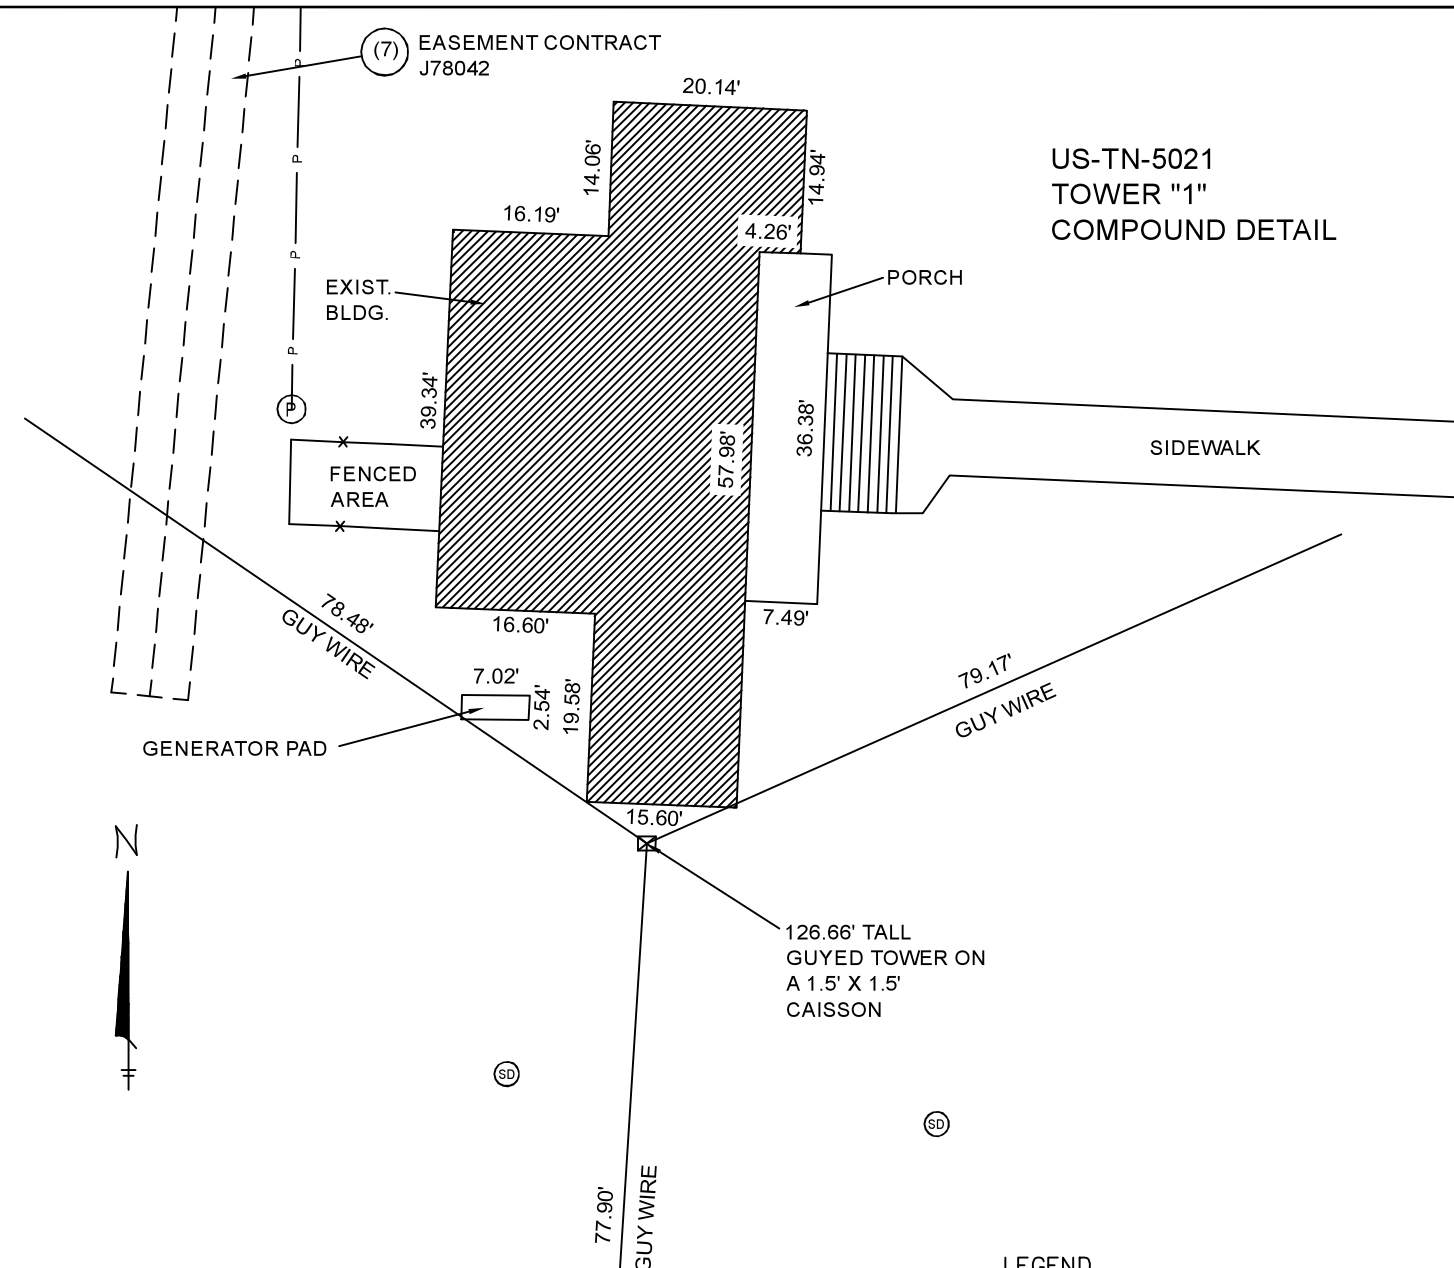 (7)
EASEMENT CONTRACT
J78042
P
P
P
P
P
20.14'
14.06'
14.94'
16.19'
4.26'
US-TN-5021
TOWER "1"
COMPOUND DETAIL
EXIST.
BLDG.
PORCH
39.34'
57.98'
36.38'
FENCED
AREA
SIDEWALK
78.48'
GUY WIRE
16.60'
7.49'
7.02'
2.54'
19.58'
79.17'
GUY WIRE
GENERATOR PAD
15.60'
N
126.66' TALL
GUYED TOWER ON
A 1.5' X 1.5'
CAISSON
SD
SD
77.90'
GUY WIRE
LEGEND